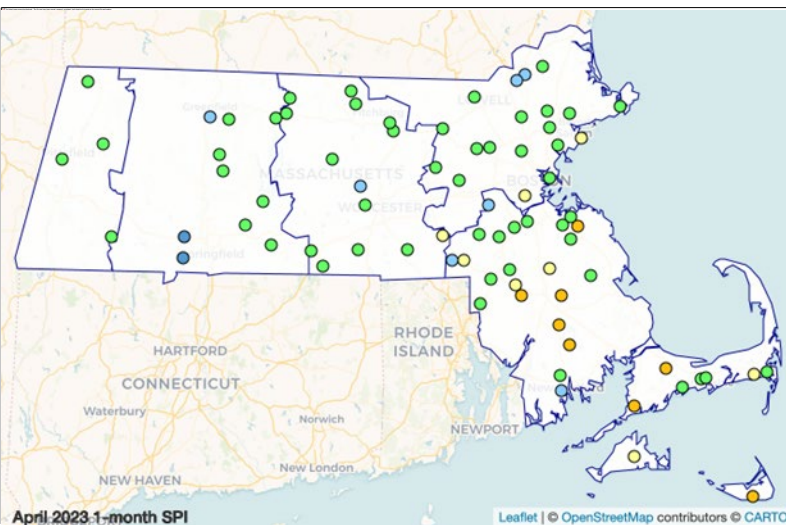 Greenfield
LOWELL
MASSACHUSETTS
BOSTON
WORCESTER
Springfield
RHODE
ISLAND
HARTFORD
CONNECTICUT
Waterbury
Norwich
NEWPORT
New London
NEW HAVEN
April 2023 1-month SPI
Leaflet | © OpenStreetMap contributors © CARTO